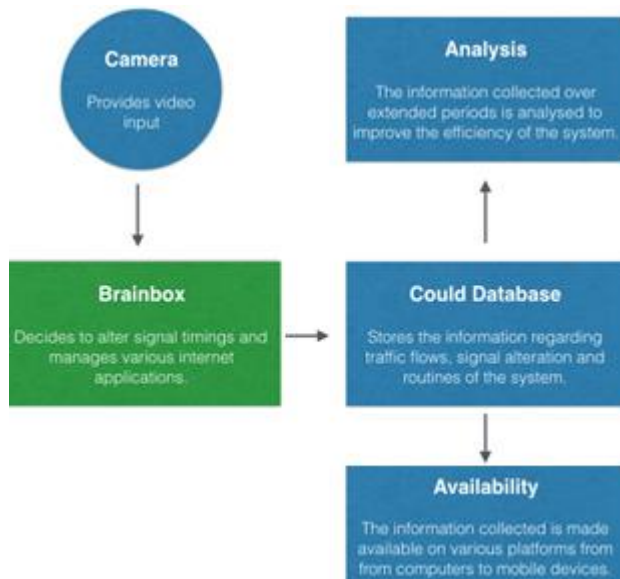 Camera
Provides video
input
Analysis
The information collected over
extended periods is analysed to
improve the efficiency of the system.
Brainbox
Decides to alter signal timings and
manages various internet
applications.
Could Database
Stores the information regarding
traffic flows, signal alteration and
routines of the system.
Availability
The information collected is made
available on various platforms from
from computers to mobile devices.